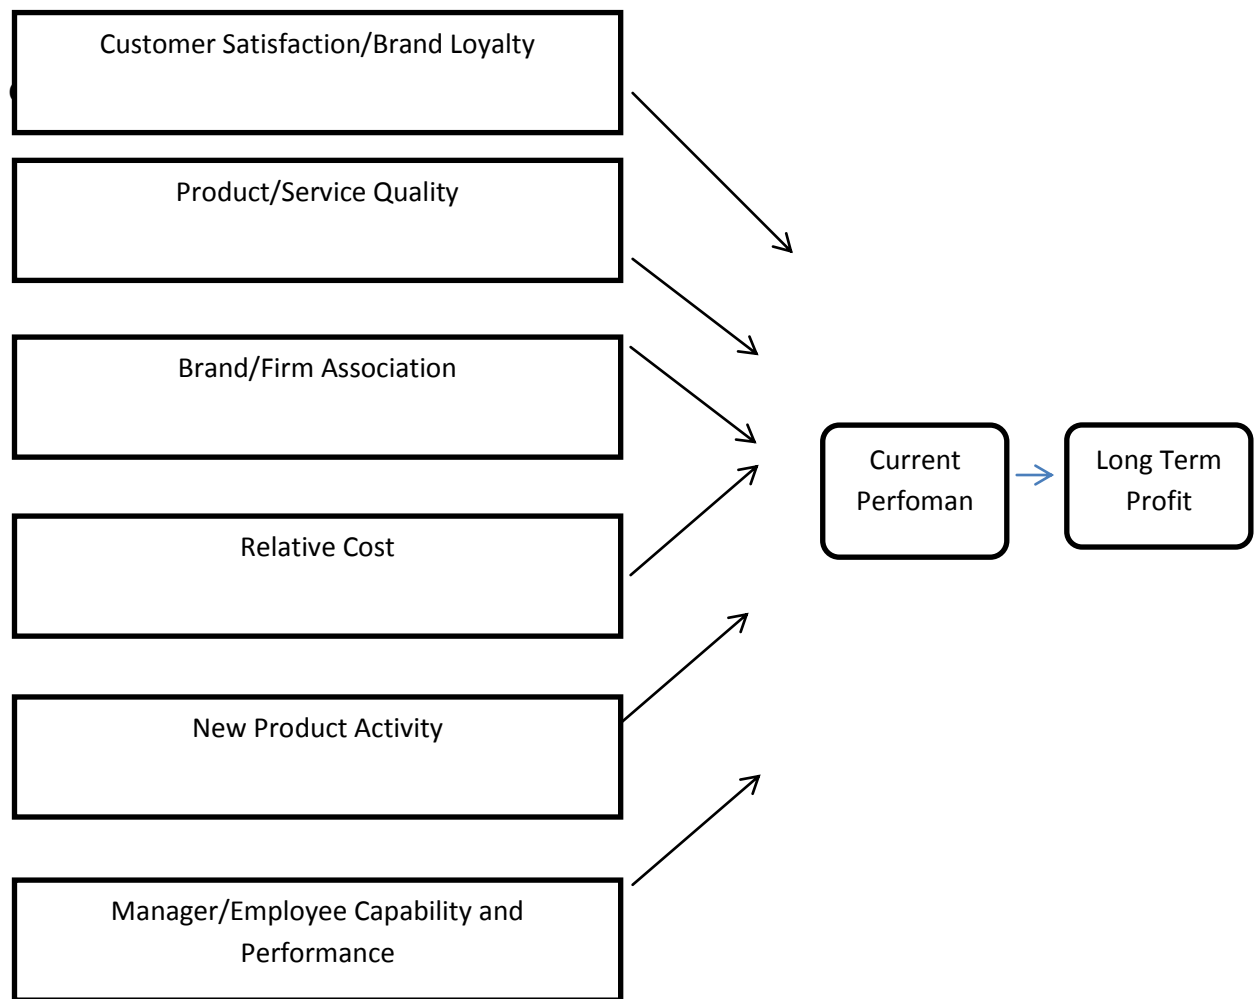 Customer Satisfaction/Brand Loyalty
Product/Service Quality
Brand/Firm Association
Relative Cost
New Product Activity
Manager/Employee Capability and
Performance
Current
Perfoman
Long Term
Profit